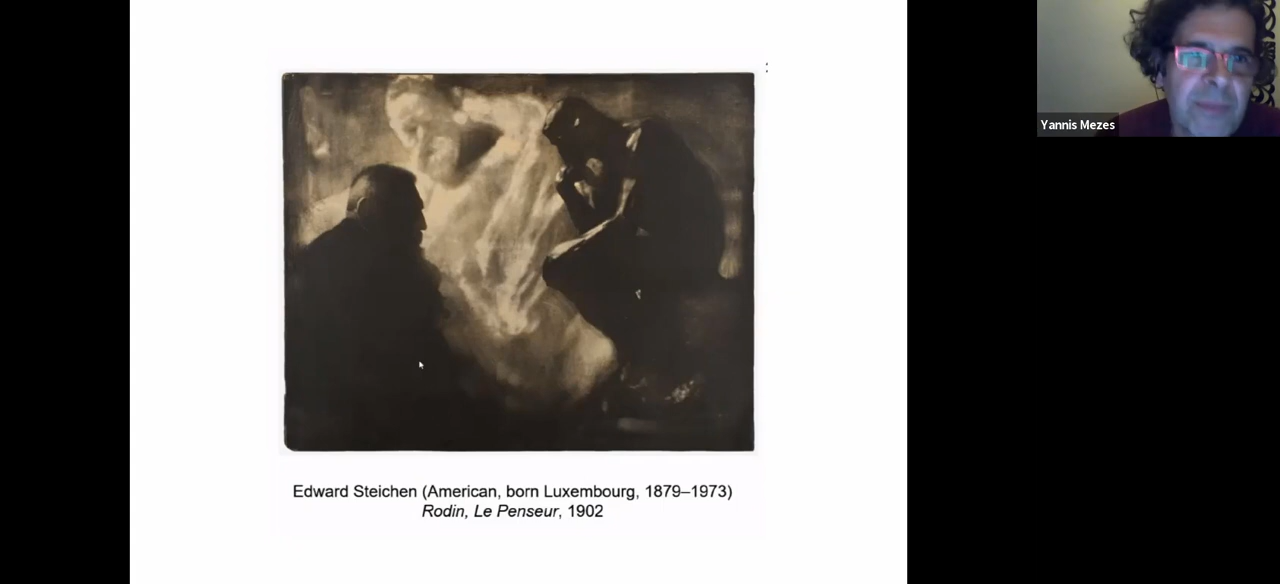 Yannis Mezes
Edward Steichen (American, born Luxembourg, 1879–1973)
Rodin, Le Penseur, 1902